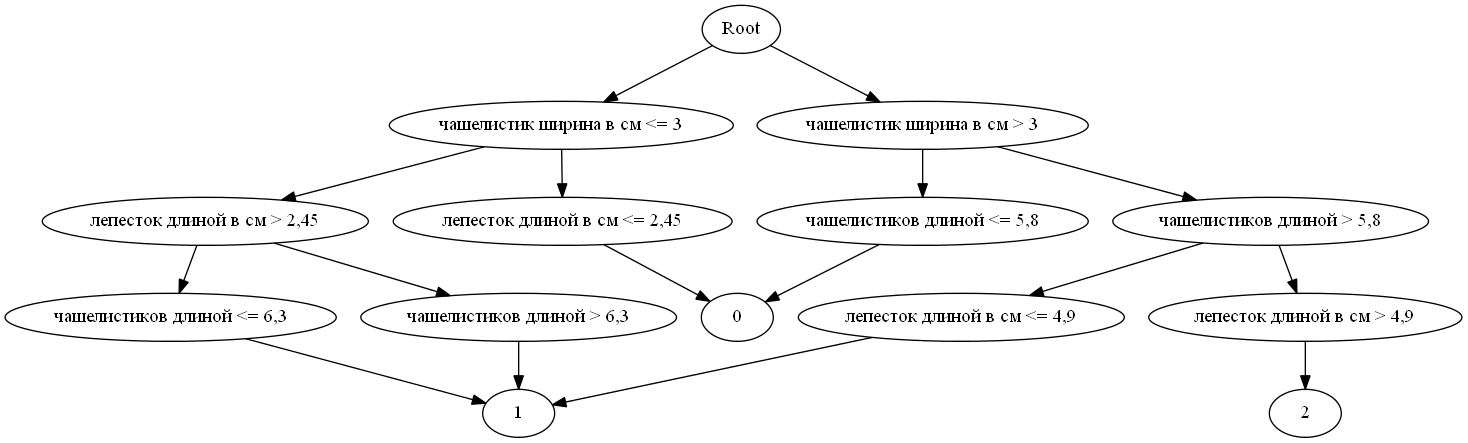 Root
чашелистик ширина в см <= 3
чашелистик ширина в см > 3
лепесток длиной в см > 2,45
лепесток длиной в см <= 2,45
чашелистиков длиной <= 5,8
чашелистиков длиной > 5,8
чашелистиков длиной <= 6,3
чашелистиков длиной > 6,3
0
лепесток длиной в см <= 4,9
лепесток длиной в см > 4,9
1
2